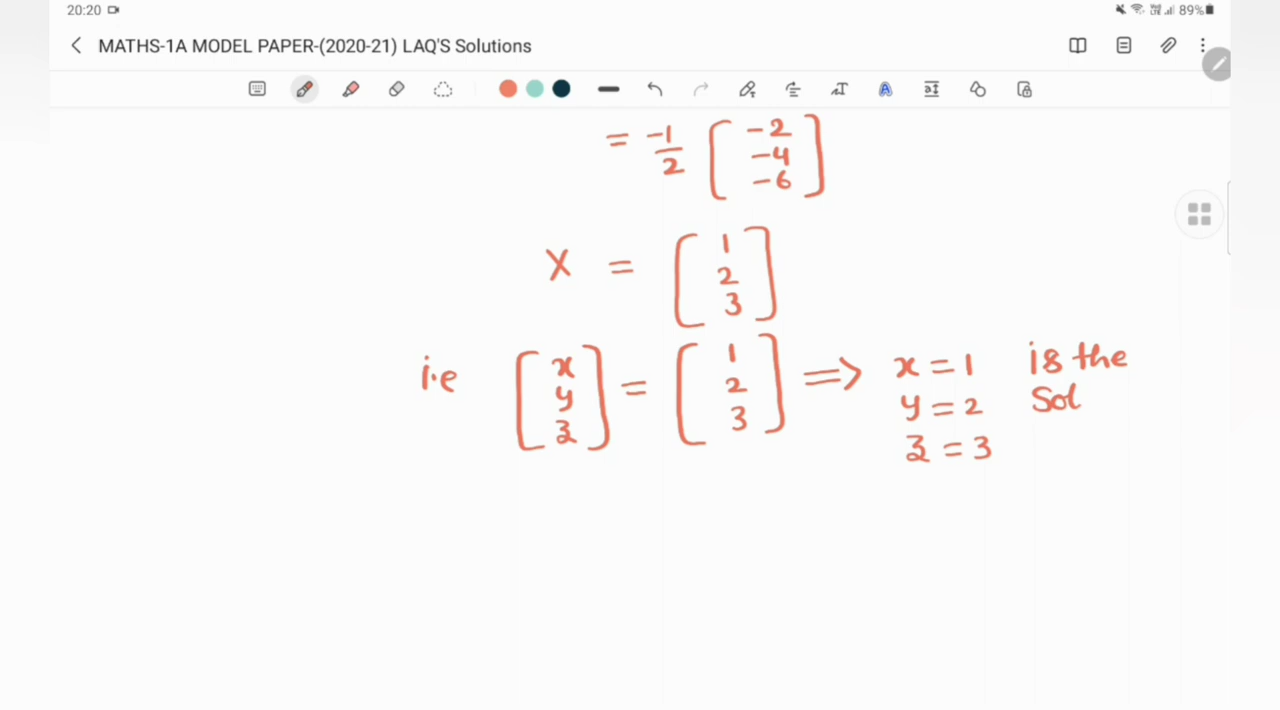 20:20 89%
MATHS-1A MODEL PAPER-(2020-21) LAQ'S Solutions
= -1/2 [ -2
-4
-6 ]
X = [ 1
2
3 ]
i.e [ x
y
z ] = [ 1
2
3 ] ⟹ x = 1 is the
y = 2 Sol
z = 3